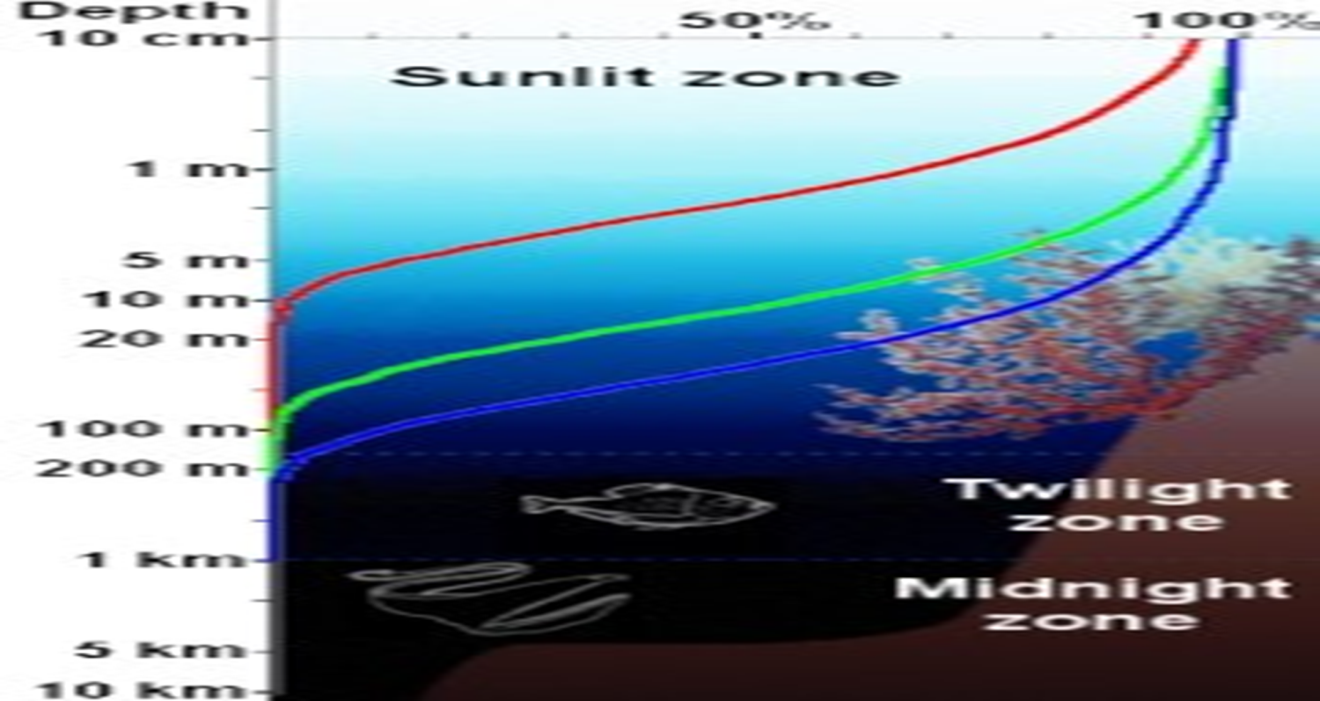 Depth
50%
100%
10 cm
Sunlit zone
1 m
5 m
10 m
20 m
100 m
200 m
Twilight
zone
1 km
Midnight
zone
5 km
10 km